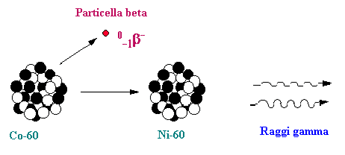 Particella beta
⁰₋₁β⁻
Co-60
Ni-60
Raggi gamma